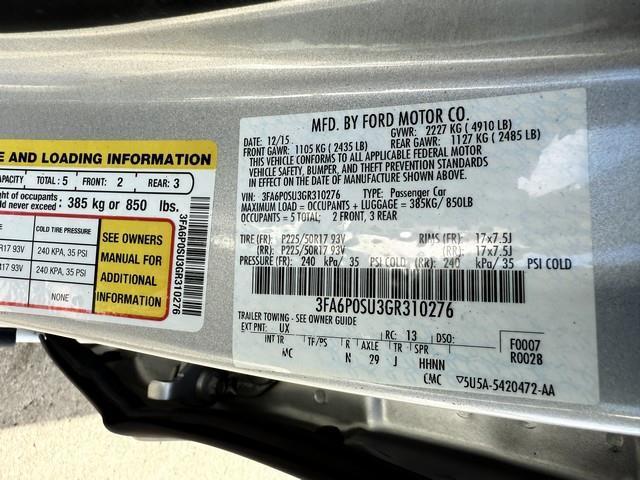 E AND LOADING INFORMATION
CAPACITY TOTAL: 5 FRONT: 2 REAR: 3
ht of occupants
ld never exceed: 385 kg or 850 lbs.
COLD TIRE PRESSURE
R17 93V 240 KPA, 35 PSI
R17 93V 240 KPA, 35 PSI
NONE
SEE OWNERS
MANUAL FOR
ADDITIONAL
INFORMATION
3FA6P0SU3GR310276
MFD. BY FORD MOTOR CO.
DATE: 12/15 GVWR: 2227 KG ( 4910 LB)
FRONT GAWR: 1105 KG ( 2435 LB) REAR GAWR: 1127 KG ( 2485 LB)
THIS VEHICLE CONFORMS TO ALL APPLICABLE FEDERAL MOTOR
VEHICLE SAFETY, BUMPER, AND THEFT PREVENTION STANDARDS
IN EFFECT ON THE DATE OF MANUFACTURE SHOWN ABOVE.
VIN: 3FA6P0SU3GR310276 TYPE: Passenger Car
MAXIMUM LOAD = OCCUPANTS + LUGGAGE = 385KG/ 850LB
OCCUPANTS = 5 TOTAL; 2 FRONT, 3 REAR
TIRE (FR): P225/50R17 93V RIMS (FR): 17x7.5J
(RR): P225/50R17 93V (RR): 17x7.5J
PRESSURE (FR): 240 kPa/ 35 PSI COLD (RR): 240 kPa/ 35 PSI COLD
3FA6P0SU3GR310276
TRAILER TOWING - SEE OWNER GUIDE
EXT PNT: UX RC: 13 DSO: F0007
INT TR TP/PS R AXLE TR SPR R0028
MC N 29 J HHNN
CMC ▽5U5A-5420472-AA